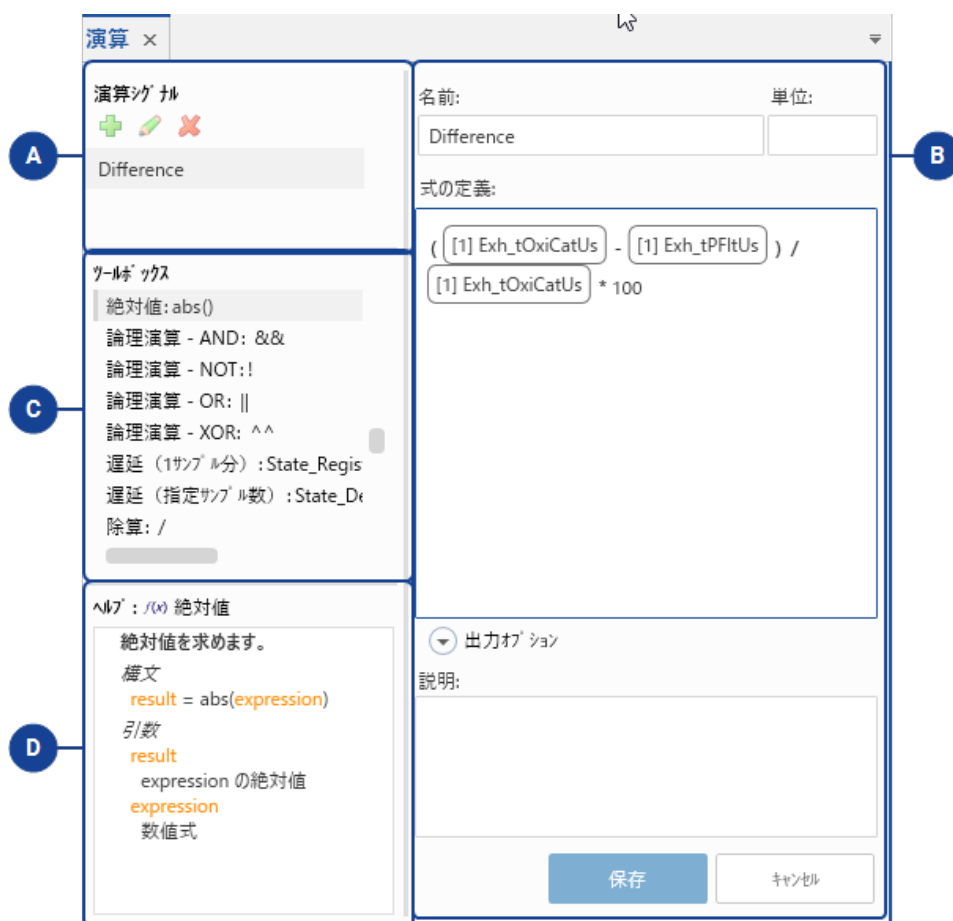 演算 ×
A
演算ｼｸﾞﾅﾙ
Difference
B
名前:
単位:
Difference
式の定義:
( [1] Exh_tOxiCatUs - [1] Exh_tPFltUs ) /
[1] Exh_tOxiCatUs * 100
C
ﾂｰﾙﾎﾞｯｸｽ
絶対値: abs()
論理演算 - AND: &&
論理演算 - NOT: !
論理演算 - OR: ||
論理演算 - XOR: ^^
遅延（1ｻﾝﾌﾟﾙ分）: State_Regis
遅延（指定ｻﾝﾌﾟﾙ数）: State_De
除算: /
D
ﾍﾙﾌﾟ: f(x) 絶対値
絶対値を求めます。
構文
result = abs(expression)
引数
result
expression の絶対値
expression
数値式
出力ｵﾌﾟｼｮﾝ
説明:
保存
ｷｬﾝｾﾙ